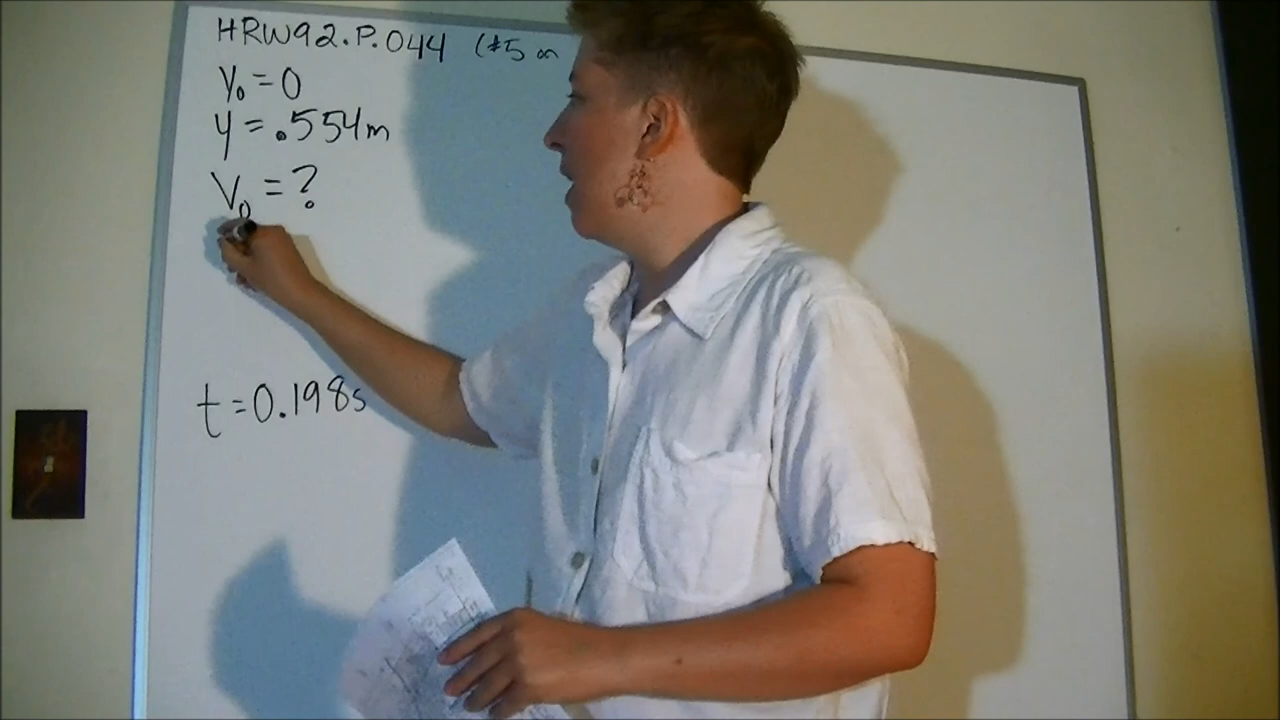 HRW92.P.044 (#5 on
y₀ = 0
y = .554m
V₀ = ?
t = 0.198s